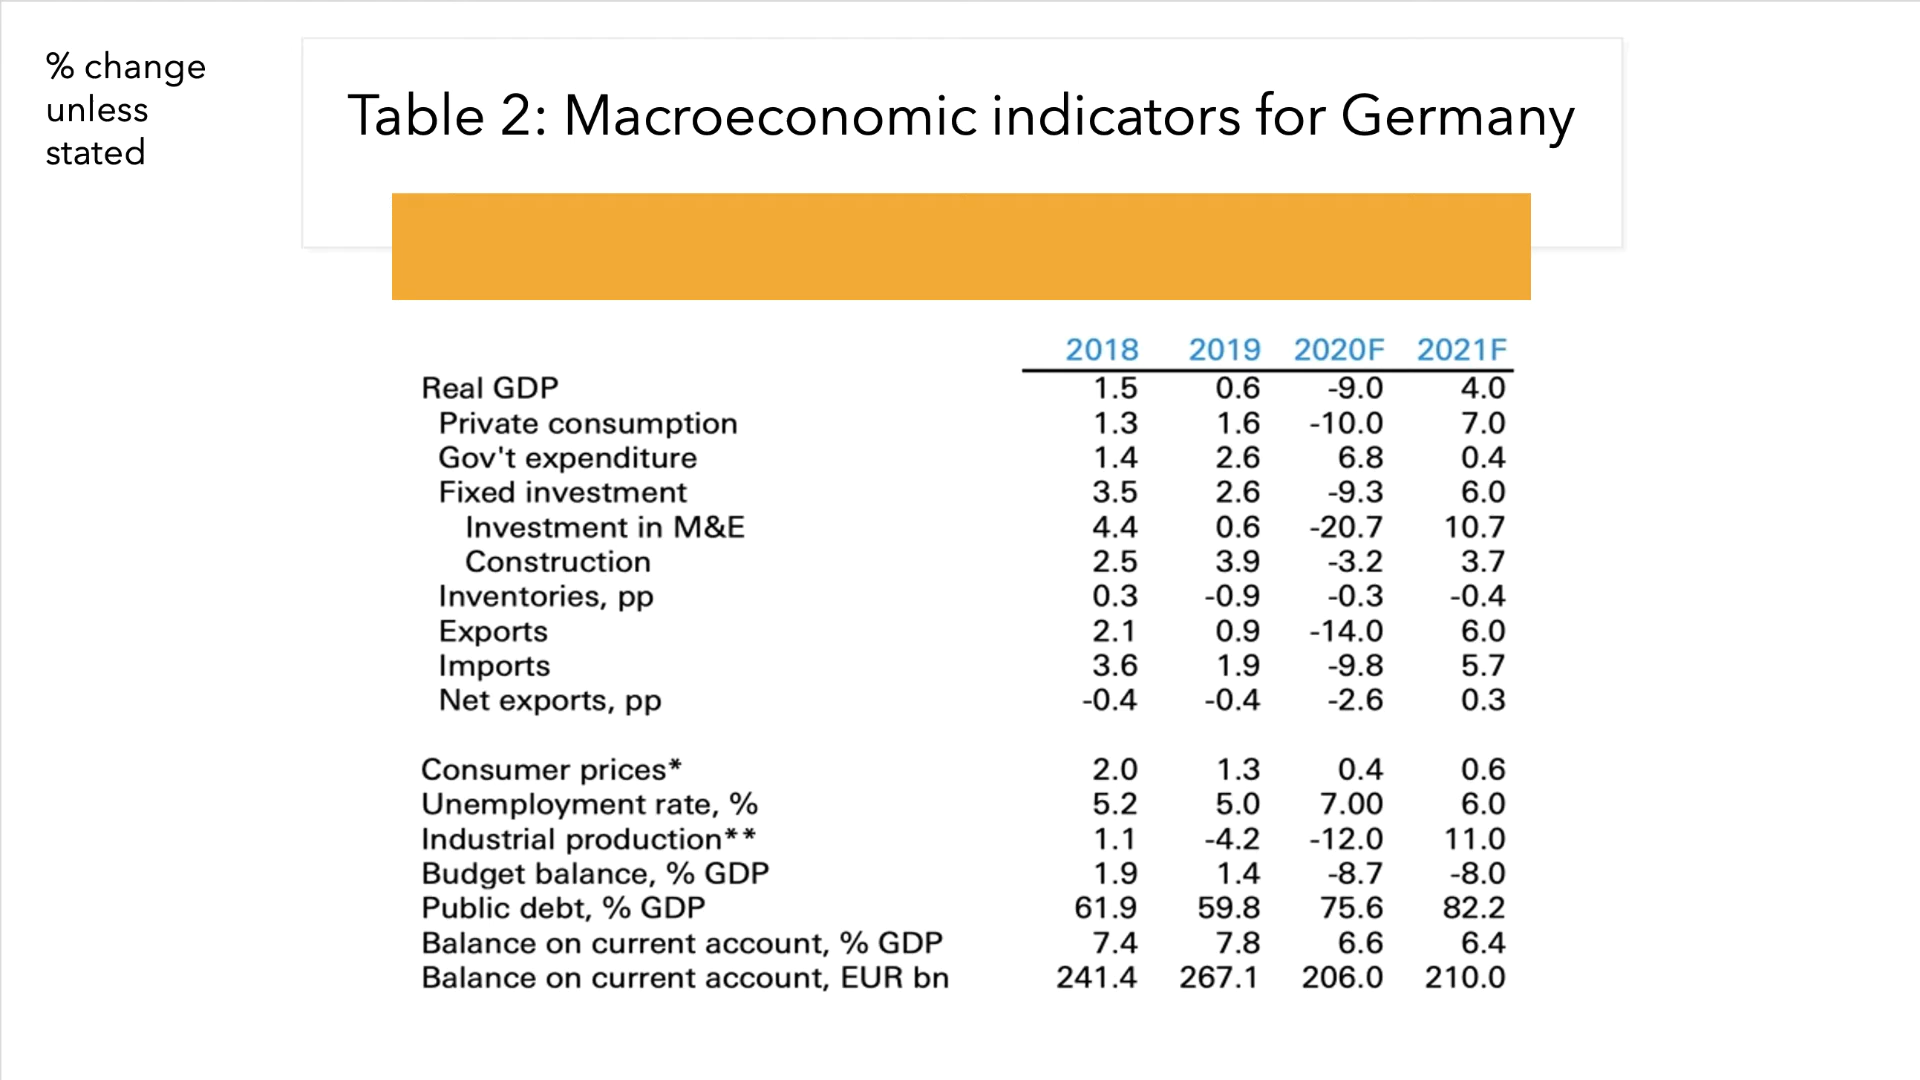 % change
unless
stated
Table 2: Macroeconomic indicators for Germany
2018 2019 2020F 2021F
Real GDP 1.5 0.6 -9.0 4.0
Private consumption 1.3 1.6 -10.0 7.0
Gov't expenditure 1.4 2.6 6.8 0.4
Fixed investment 3.5 2.6 -9.3 6.0
Investment in M&E 4.4 0.6 -20.7 10.7
Construction 2.5 3.9 -3.2 3.7
Inventories, pp 0.3 -0.9 -0.3 -0.4
Exports 2.1 0.9 -14.0 6.0
Imports 3.6 1.9 -9.8 5.7
Net exports, pp -0.4 -0.4 -2.6 0.3
Consumer prices* 2.0 1.3 0.4 0.6
Unemployment rate, % 5.2 5.0 7.00 6.0
Industrial production** 1.1 -4.2 -12.0 11.0
Budget balance, % GDP 1.9 1.4 -8.7 -8.0
Public debt, % GDP 61.9 59.8 75.6 82.2
Balance on current account, % GDP 7.4 7.8 6.6 6.4
Balance on current account, EUR bn 241.4 267.1 206.0 210.0